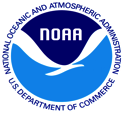 NATIONAL OCEANIC AND ATMOSPHERIC ADMINISTRATION
NOAA
U.S. DEPARTMENT OF COMMERCE